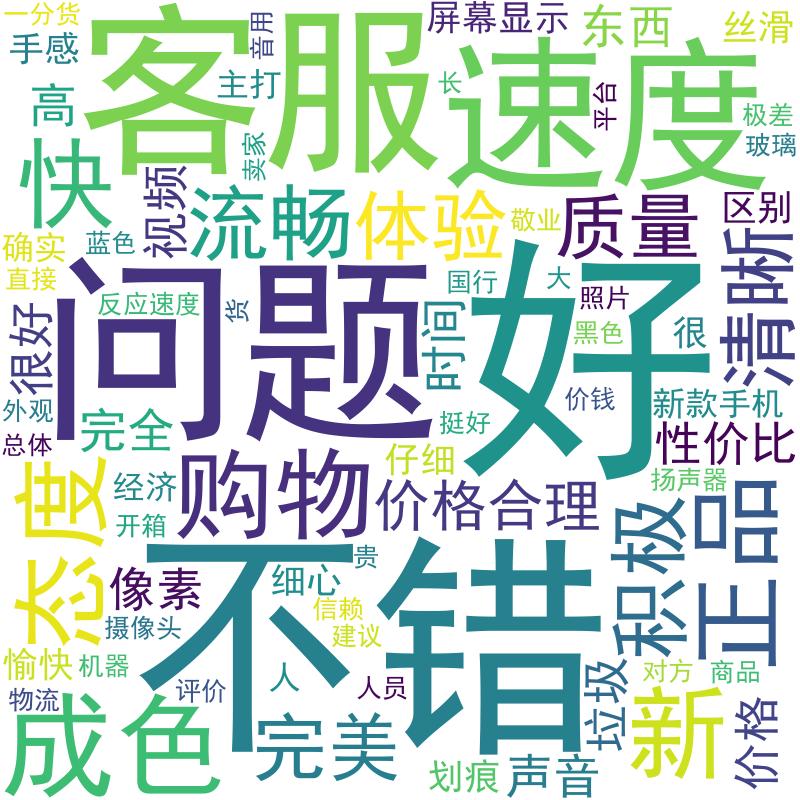 一分货
客服
音用
屏幕显示
东西
丝滑
手感
主打
长
速度
高
卖家
平台
极差
玻璃
快
视频
流畅
体验
敬业
质量
区别
确实
蓝色
直接
反应速度
国行
大
照片
清晰
问题
货
时间
好
黑色
很
很好
外观
总体
完全
挺好
价钱
新款手机
性价比
态度
经济
开箱
购物
仔细
价格合理
扬声器
不错
贵
积极
正品
像素
细心
摄像头
信赖
建议
愉快
机器
物流
评价
人
人员
垃圾
对方
商品
成色
完美
新
价格
划痕
声音